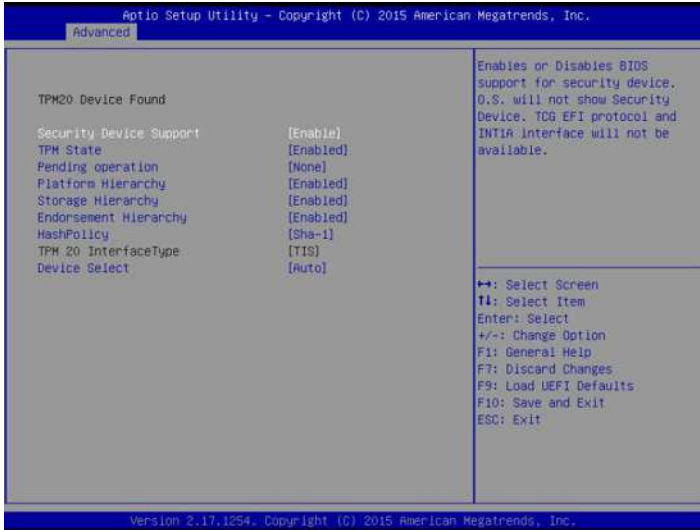 Aptio Setup Utility – Copyright (C) 2015 American Megatrends, Inc.
Advanced
TPM20 Device Found
Security Device Support [Enable]
TPM State [Enabled]
Pending operation [None]
Platform Hierarchy [Enabled]
Storage Hierarchy [Enabled]
Endorsement Hierarchy [Enabled]
HashPolicy [Sha-1]
TPM 20 InterfaceType [TIS]
Device Select [Auto]
Enables or Disables BIOS
support for security device.
O.S. will not show Security
Device. TCG EFI protocol and
INT1A interface will not be
available.
↔: Select Screen
↑↓: Select Item
Enter: Select
+/-: Change Option
F1: General Help
F7: Discard Changes
F9: Load UEFI Defaults
F10: Save and Exit
ESC: Exit
Version 2.17.1254. Copyright (C) 2015 American Megatrends, Inc.